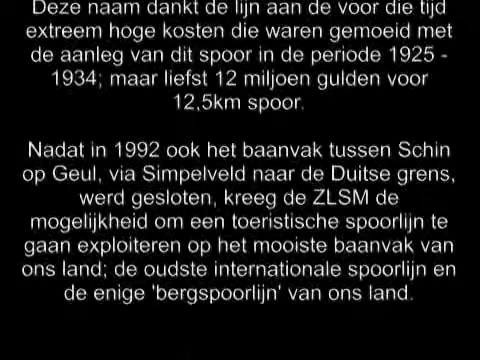 Deze naam dankt de lijn aan de voor die tijd
extreem hoge kosten die waren gemoeid met
de aanleg van dit spoor in de periode 1925 -
1934; maar liefst 12 miljoen gulden voor
12,5km spoor.
Nadat in 1992 ook het baanvak tussen Schin
op Geul, via Simpelveld naar de Duitse grens,
werd gesloten, kreeg de ZLSM de
mogelijkheid om een toeristische spoorlijn te
gaan exploiteren op het mooiste baanvak van
ons land; de oudste internationale spoorlijn en
de enige 'bergspoorlijn' van ons land.